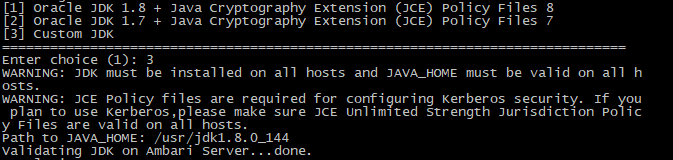 [1] Oracle JDK 1.8 + Java Cryptography Extension (JCE) Policy Files 8
[2] Oracle JDK 1.7 + Java Cryptography Extension (JCE) Policy Files 7
[3] Custom JDK
==============================================================================
Enter choice (1): 3
WARNING: JDK must be installed on all hosts and JAVA_HOME must be valid on all h
osts.
WARNING: JCE Policy files are required for configuring Kerberos security. If you
 plan to use Kerberos,please make sure JCE Unlimited Strength Jurisdiction Polic
y Files are valid on all hosts.
Path to JAVA_HOME: /usr/jdk1.8.0_144
Validating JDK on Ambari Server...done.